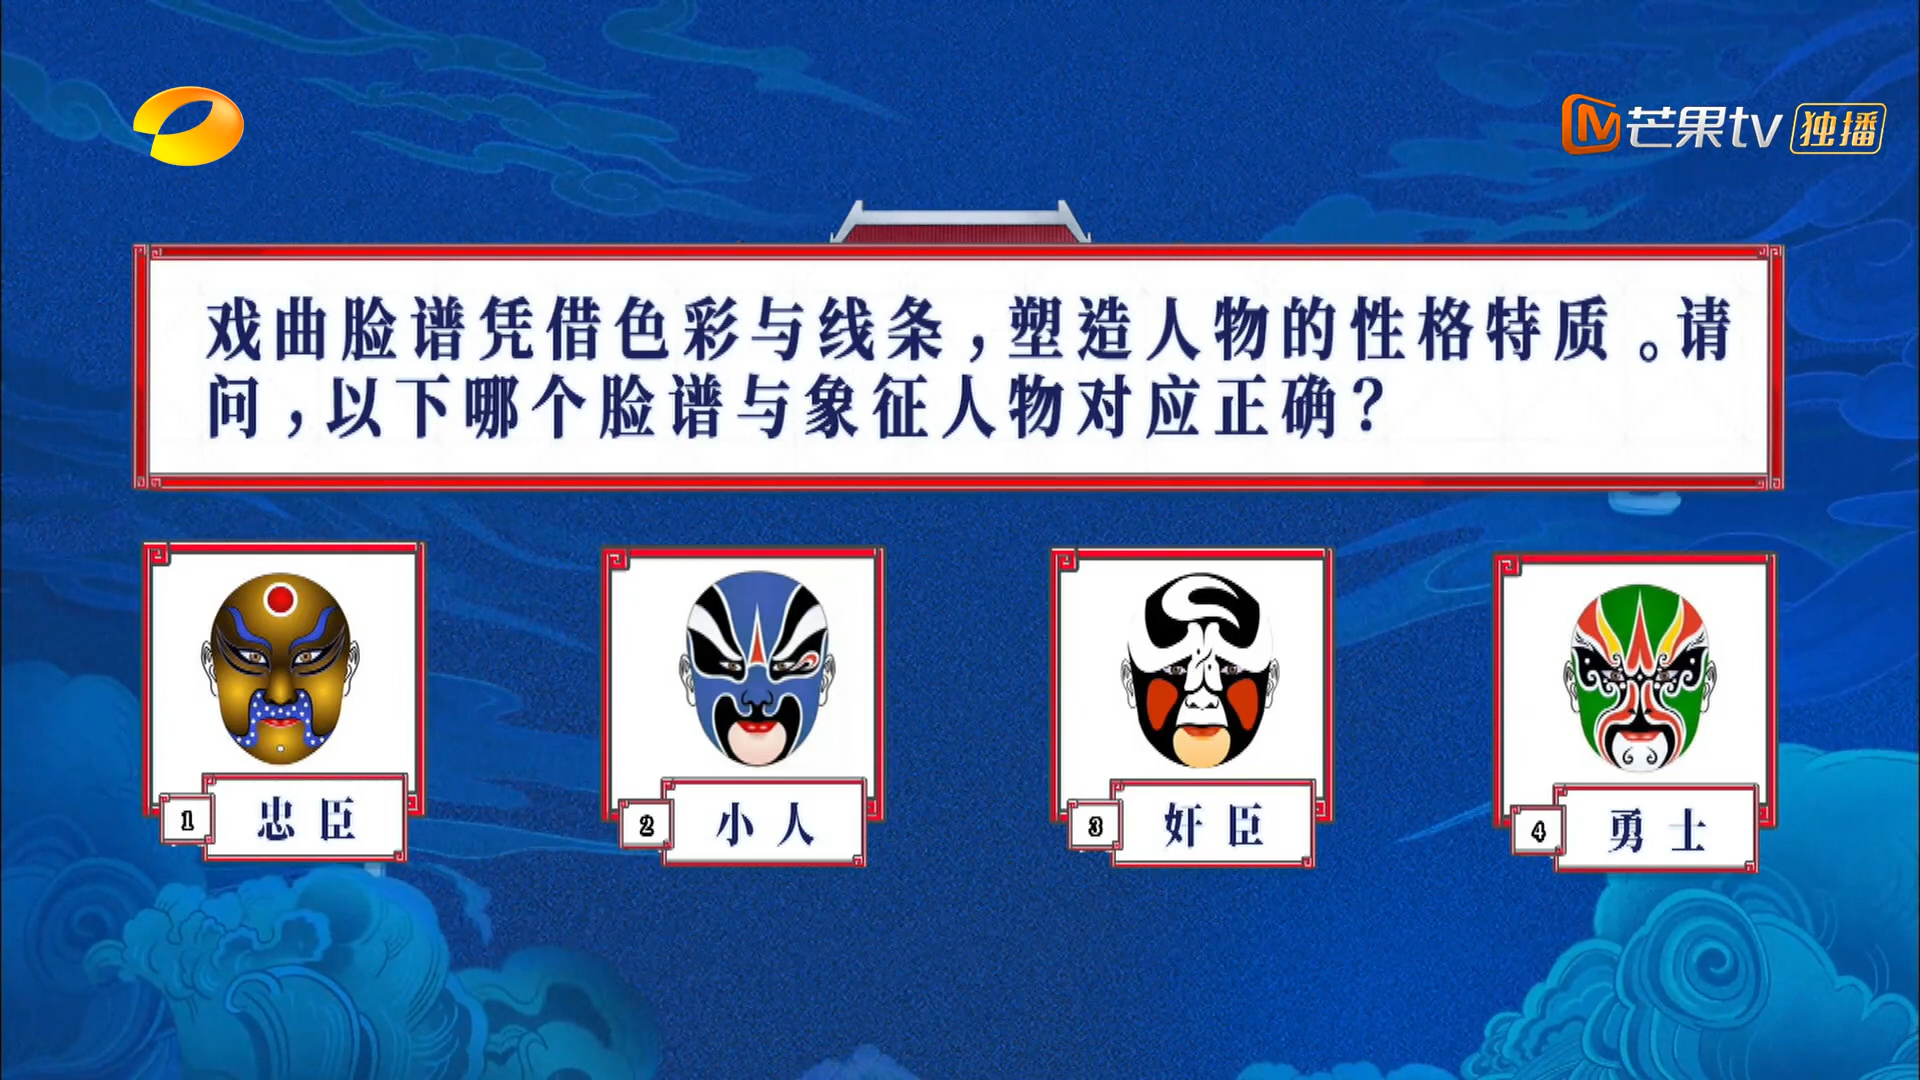 芒果tv 独播
戏曲脸谱凭借色彩与线条,塑造人物的性格特质。请
问,以下哪个脸谱与象征人物对应正确?
1 忠臣
2 小人
3 奸臣
4 勇士